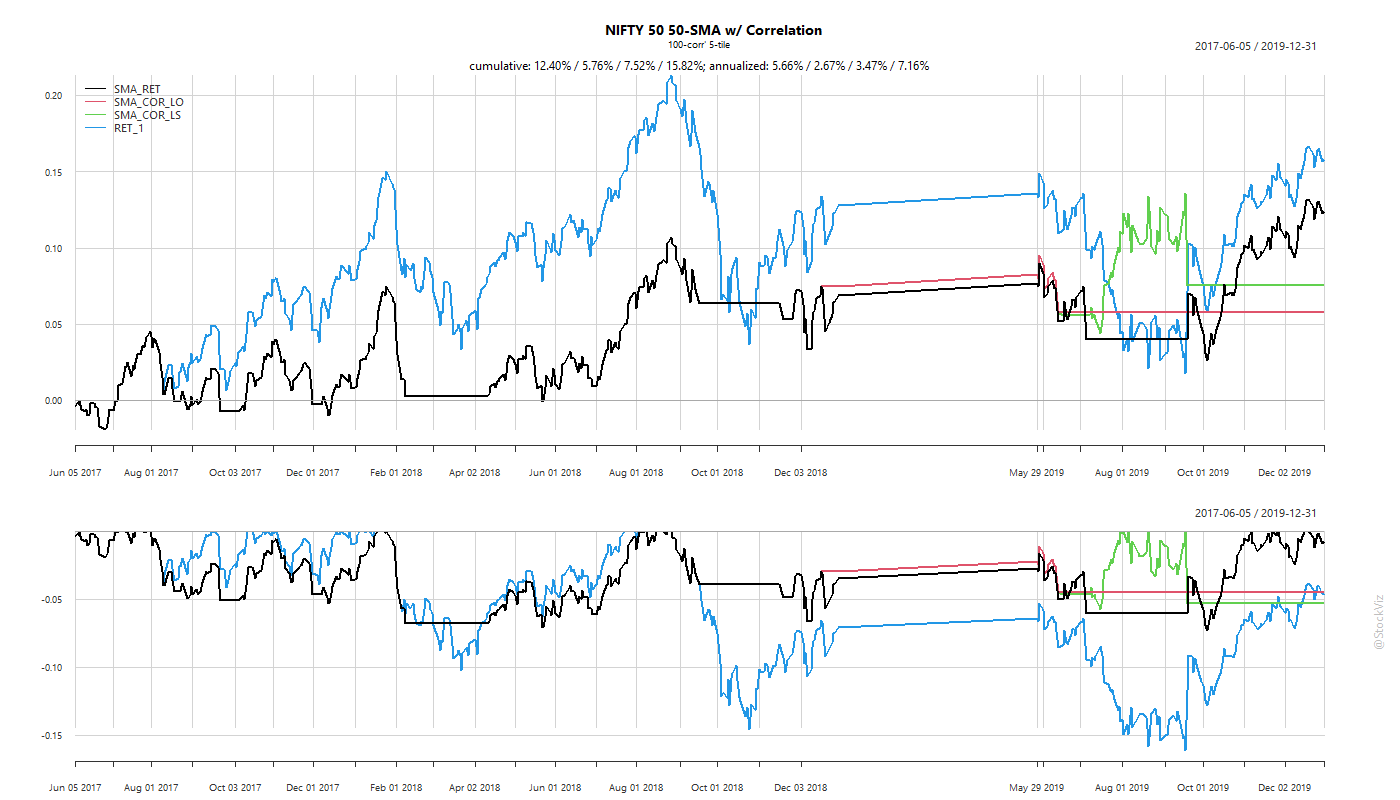 NIFTY 50 50-SMA w/ Correlation
100-corr' 5-tile
2017-06-05 / 2019-12-31
cumulative: 12.40% / 5.76% / 7.52% / 15.82%; annualized: 5.66% / 2.67% / 3.47% / 7.16%
SMA_RET
SMA_COR_LO
SMA_COR_LS
RET_1
0.20
0.15
0.10
0.05
0.00
Jun 05 2017 Aug 01 2017 Oct 03 2017 Dec 01 2017 Feb 01 2018 Apr 02 2018 Jun 01 2018 Aug 01 2018 Oct 01 2018 Dec 03 2018 May 29 2019 Aug 01 2019 Oct 01 2019 Dec 02 2019
2017-06-05 / 2019-12-31
-0.05
-0.10
-0.15
Jun 05 2017 Aug 01 2017 Oct 03 2017 Dec 01 2017 Feb 01 2018 Apr 02 2018 Jun 01 2018 Aug 01 2018 Oct 01 2018 Dec 03 2018 May 29 2019 Aug 01 2019 Oct 01 2019 Dec 02 2019
@StockViz